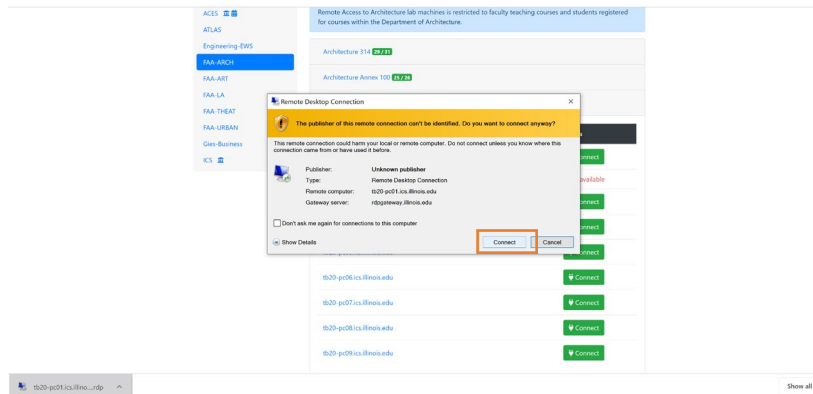 ACES
ATLAS
Engineering-EWS
FAA-ARCH
FAA-ART
FAA-LA
FAA-THEAT
FAA-URBAN
Gies-Business
ICS
Remote Access to Architecture lab machines is restricted to faculty teaching courses and students registered
for courses within the Department of Architecture.
Architecture 314 29 / 31
Architecture Annex 100 25 / 26
Remote Desktop Connection
The publisher of this remote connection can't be identified. Do you want to connect anyway?
This remote connection could harm your local or remote computer. Do not connect unless you know where this
connection came from or have used it before.
Publisher: Unknown publisher
Type: Remote Desktop Connection
Remote computer: tb20-pc01.ics.illinois.edu
Gateway server: rdpgateway.illinois.edu
Don't ask me again for connections to this computer
Show Details
Connect Cancel
tb20-pc06.ics.illinois.edu Connect
tb20-pc07.ics.illinois.edu Connect
tb20-pc08.ics.illinois.edu Connect
tb20-pc09.ics.illinois.edu Connect
tb20-pc01.ics.illino....rdp
Show all